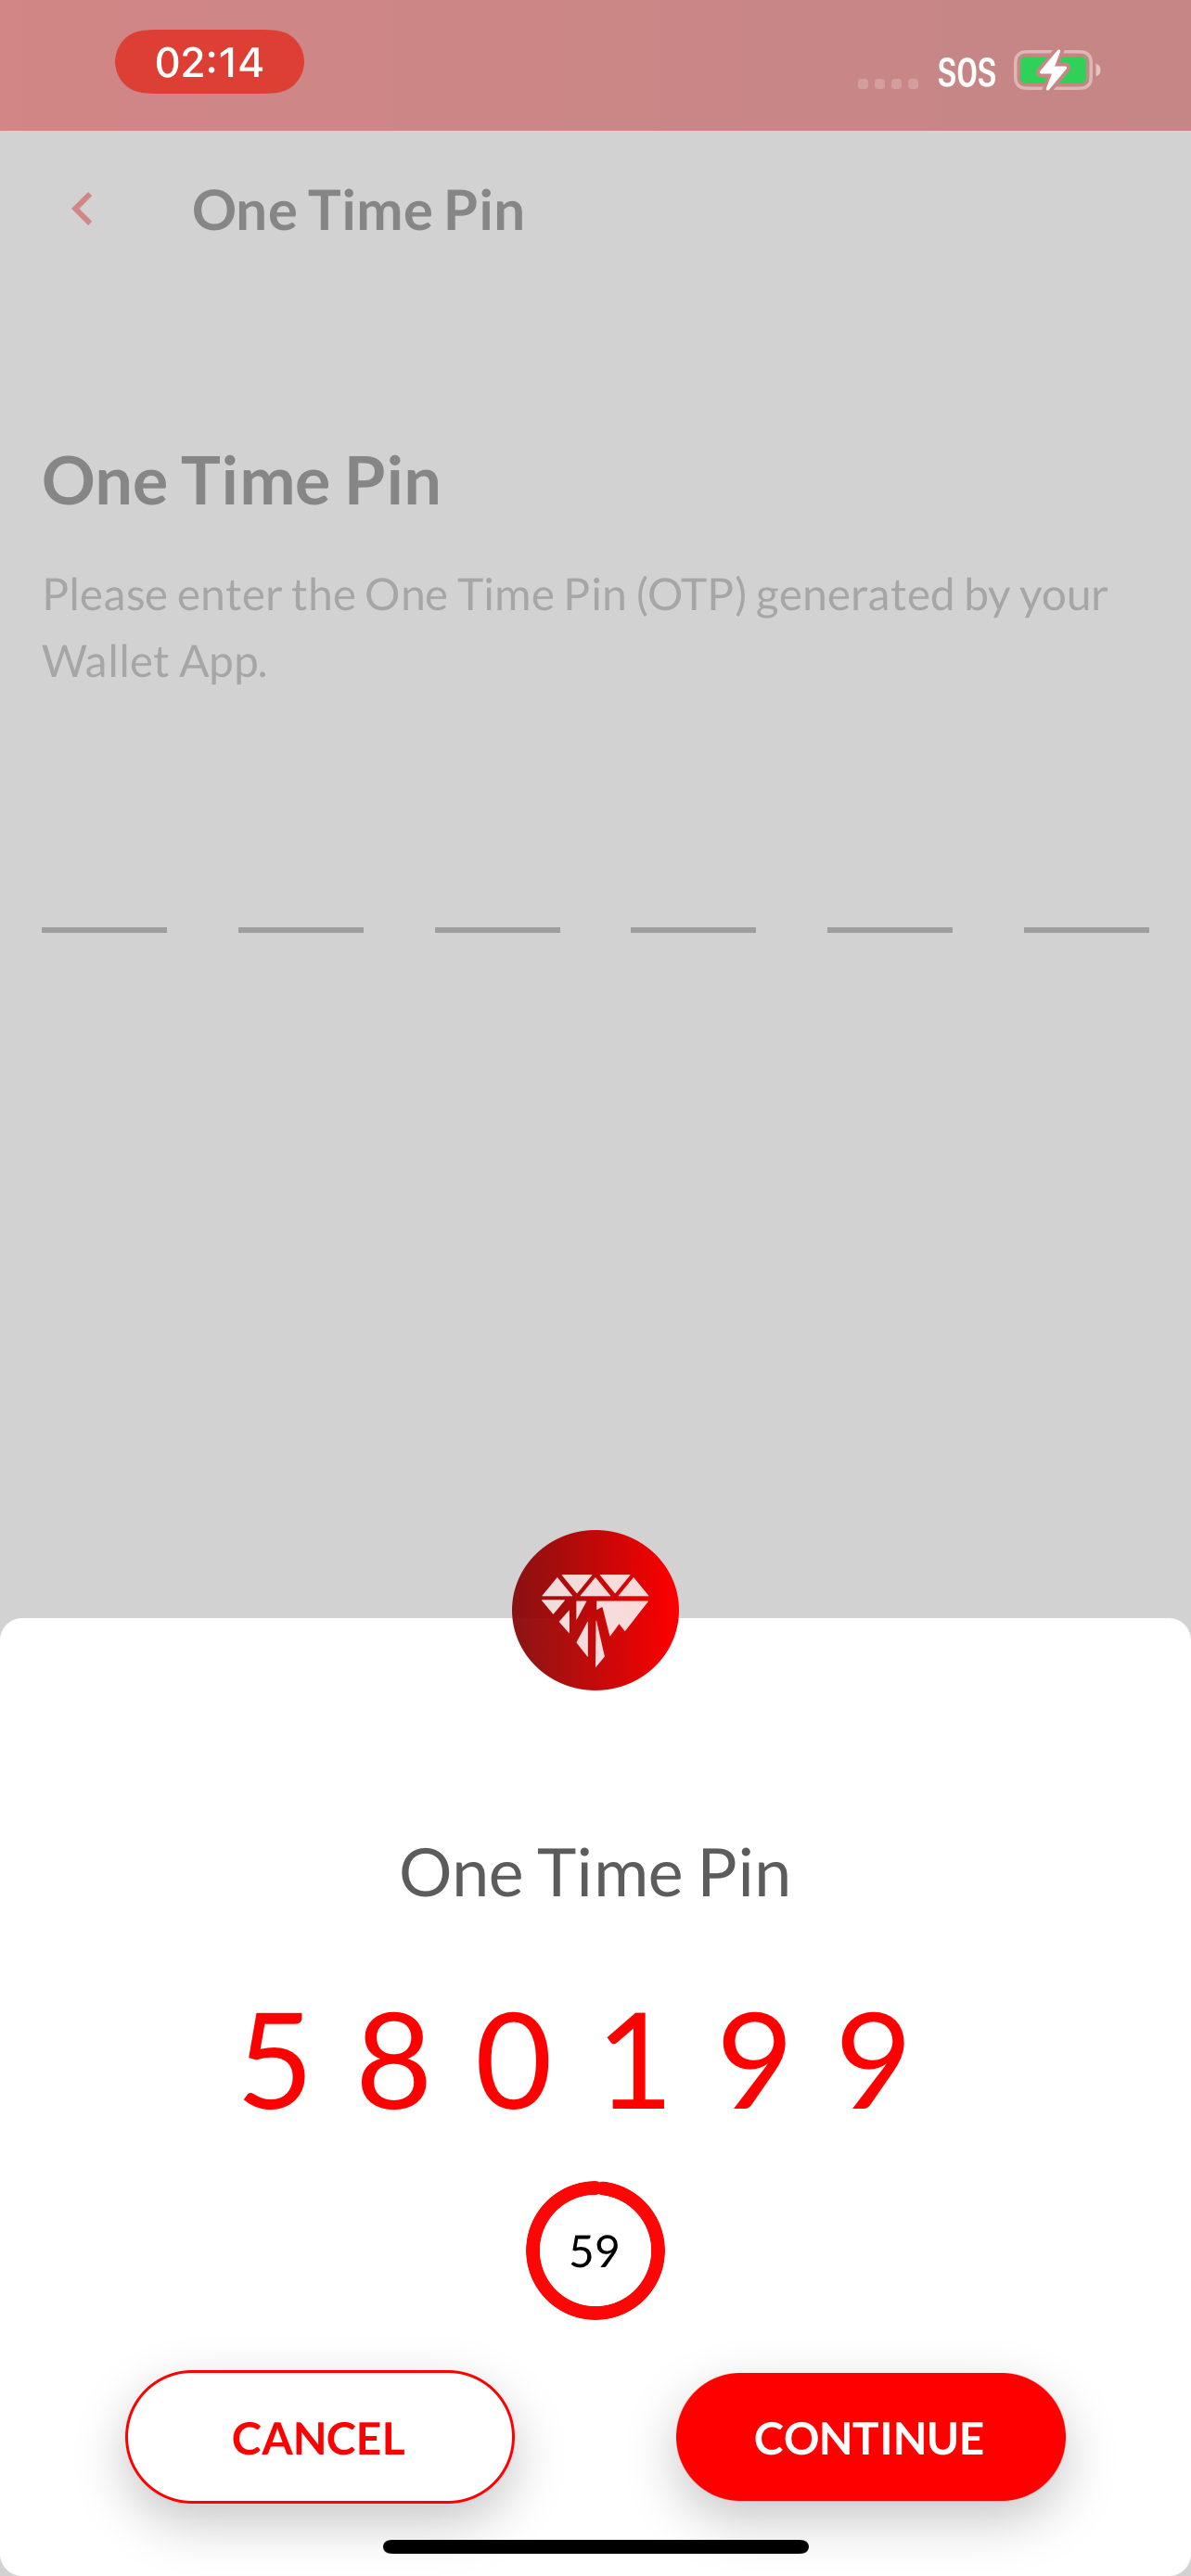 02:14
SOS
One Time Pin
One Time Pin
Please enter the One Time Pin (OTP) generated by your
Wallet App.
One Time Pin
5 8 0 1 9 9
59
CANCEL
CONTINUE